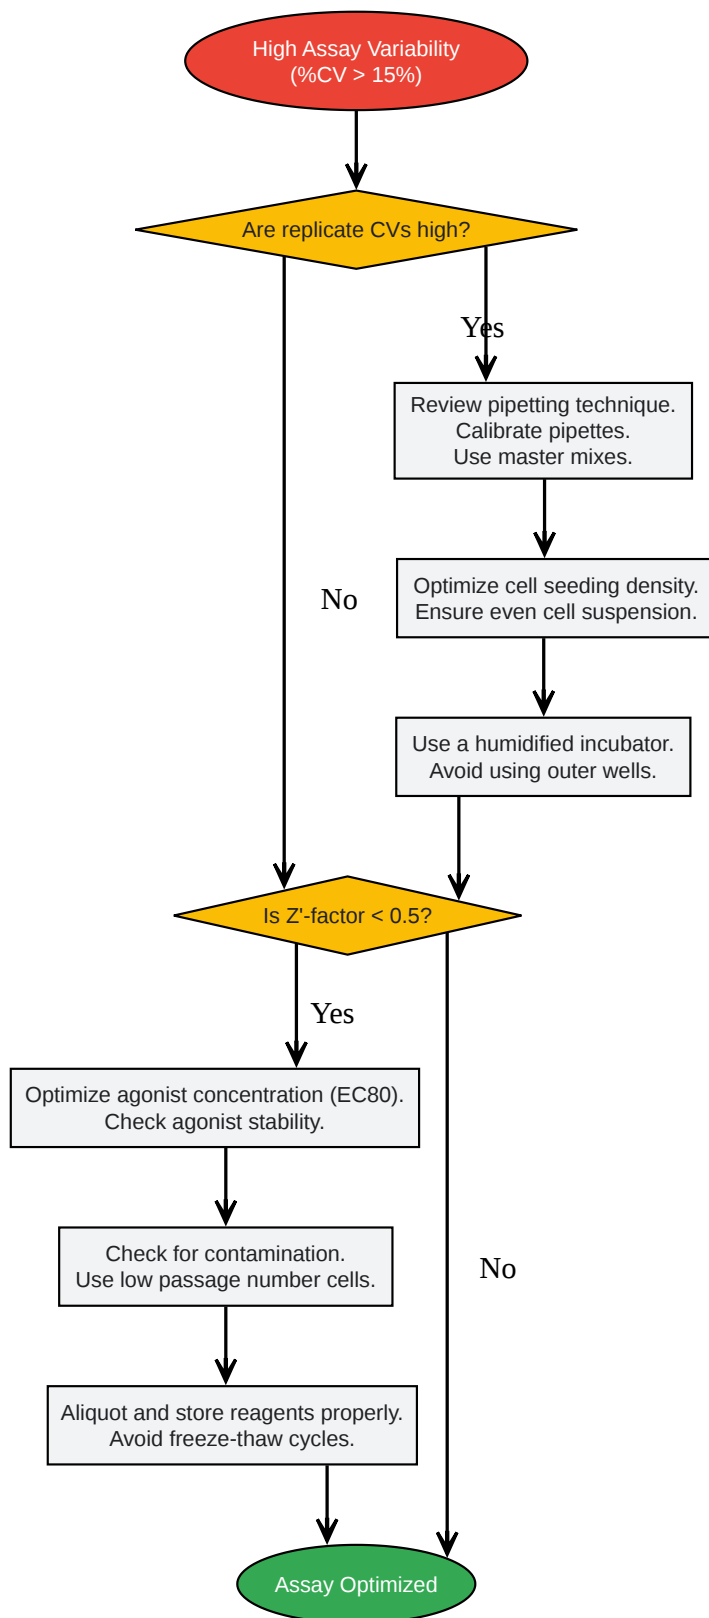 High Assay Variability
(%CV > 15%)
Are replicate CVs high?
Yes
Review pipetting technique.
Calibrate pipettes.
Use master mixes.
Optimize cell seeding density.
Ensure even cell suspension.
No
Use a humidified incubator.
Avoid using outer wells.
Is Z'-factor < 0.5?
Yes
Optimize agonist concentration (EC80).
Check agonist stability.
Check for contamination.
Use low passage number cells.
No
Aliquot and store reagents properly.
Avoid freeze-thaw cycles.
Assay Optimized